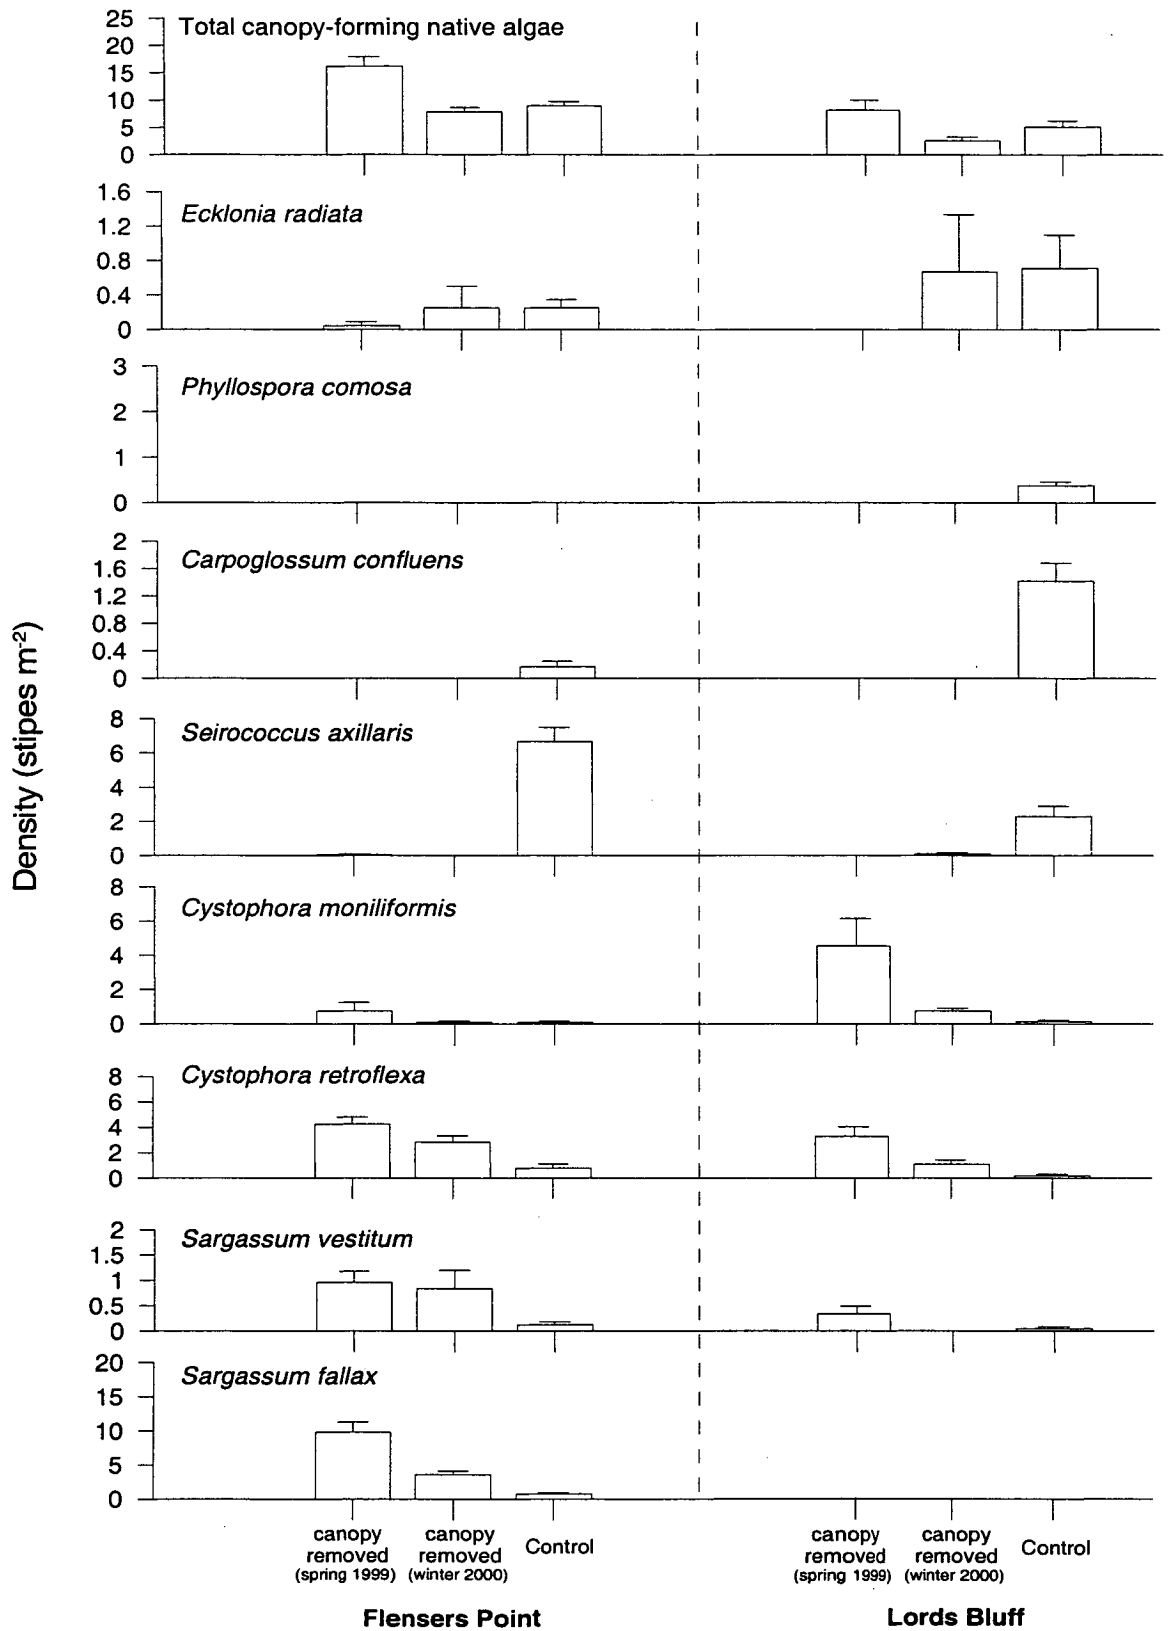 Density (stipes m-2)
Total canopy-forming native algae
25
20
15
10
5
0
Ecklonia radiata
1.6
1.2
0.8
0.4
0
Phyllospora comosa
3
2
1
0
Carpoglossum confluens
2
1.6
1.2
0.8
0.4
0
Seirococcus axillaris
8
6
4
2
0
Cystophora moniliformis
8
6
4
2
0
Cystophora retroflexa
8
6
4
2
0
Sargassum vestitum
2
1.5
1
0.5
0
Sargassum fallax
20
15
10
5
0
canopy
removed
(spring 1999)
canopy
removed
(winter 2000)
Control
canopy
removed
(spring 1999)
canopy
removed
(winter 2000)
Control
Flensers Point
Lords Bluff